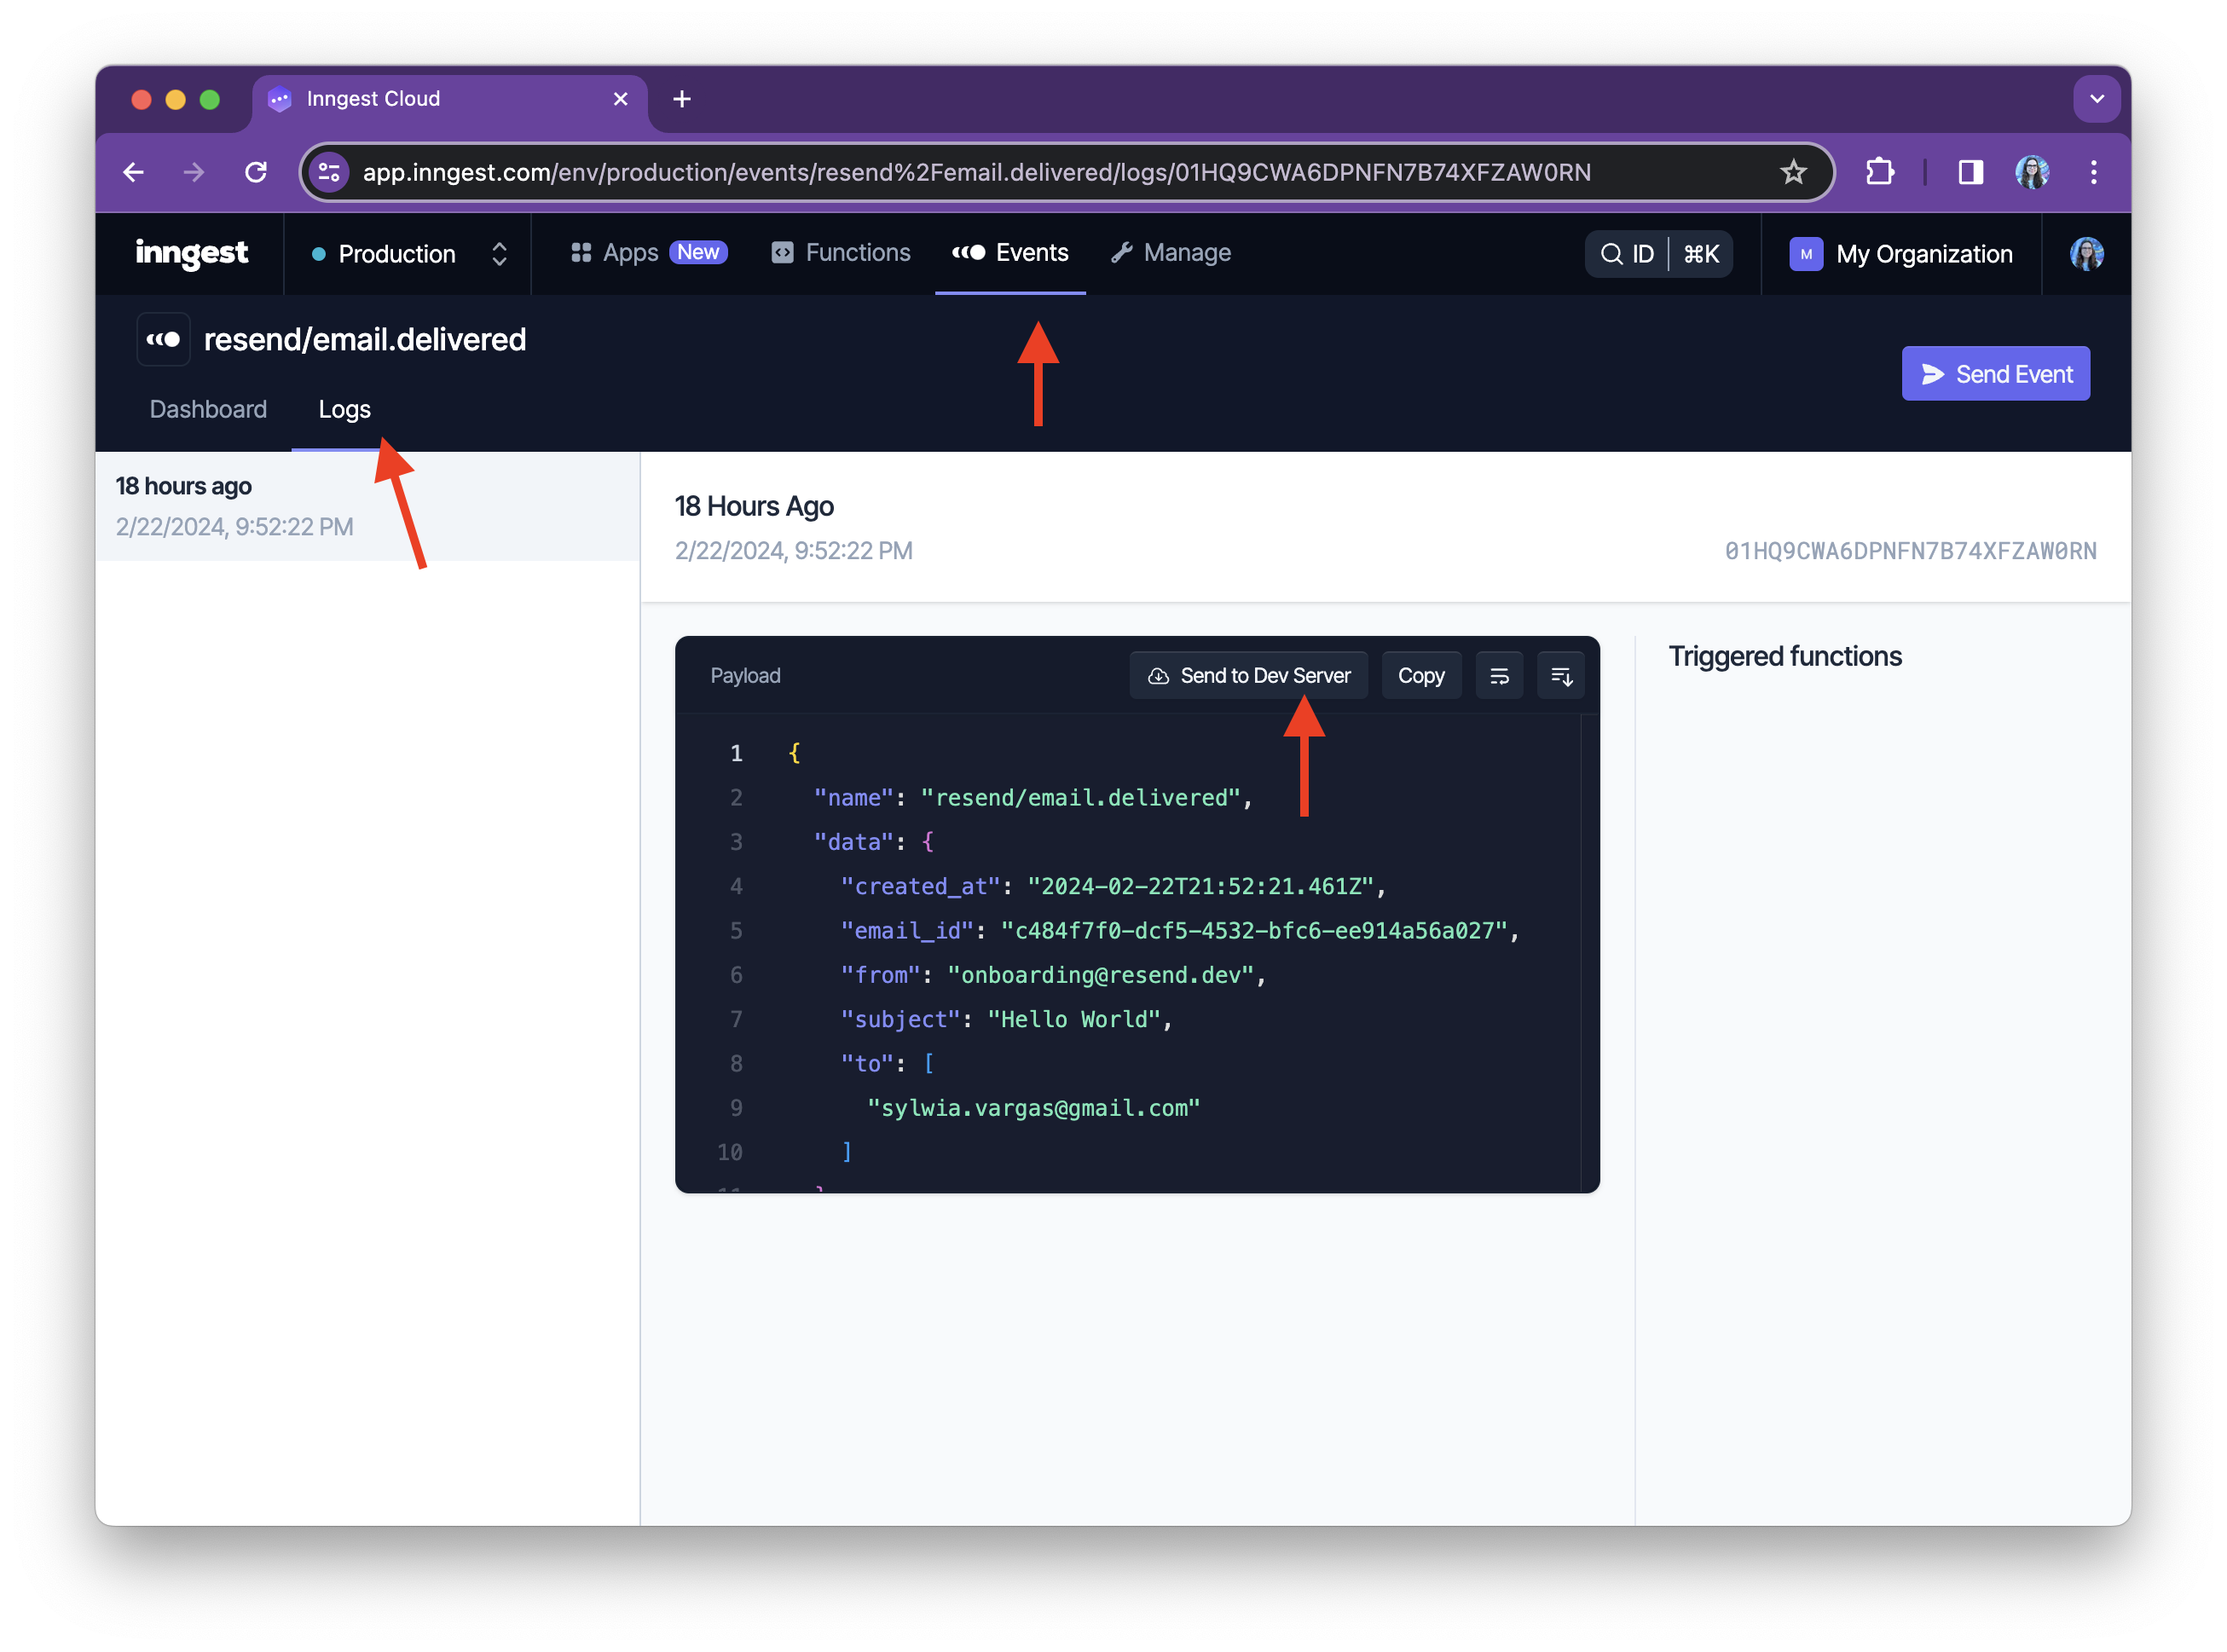 Inngest Cloud
app.inngest.com/env/production/events/resend%2Femail.delivered/logs/01HQ9CWA6DPNFN7B74XFZAW0RN
inngest
Production
Apps New
Functions
Events
Manage
ID ⌘K
M My Organization
resend/email.delivered
Send Event
Dashboard Logs
18 hours ago
2/22/2024, 9:52:22 PM
18 Hours Ago
2/22/2024, 9:52:22 PM
01HQ9CWA6DPNFN7B74XFZAW0RN
Payload
Send to Dev Server
Copy
1 {
2 "name": "resend/email.delivered",
3 "data": {
4 "created_at": "2024-02-22T21:52:21.461Z",
5 "email_id": "c484f7f0-dcf5-4532-bfc6-ee914a56a027",
6 "from": "onboarding@resend.dev",
7 "subject": "Hello World",
8 "to": [
9 "sylwia.vargas@gmail.com"
10 ]
Triggered functions